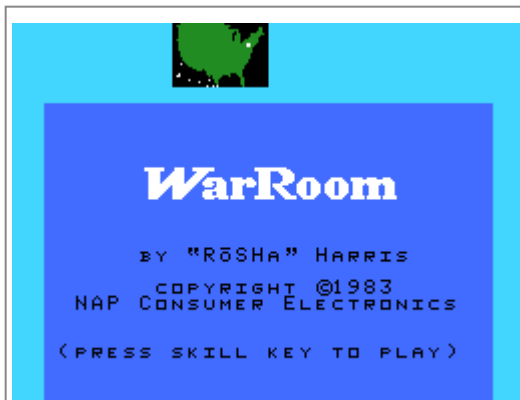 WarRoom
BY "RōSHA" HARRIS
COPYRIGHT ©1983
NAP CONSUMER ELECTRONICS
(PRESS SKILL KEY TO PLAY)